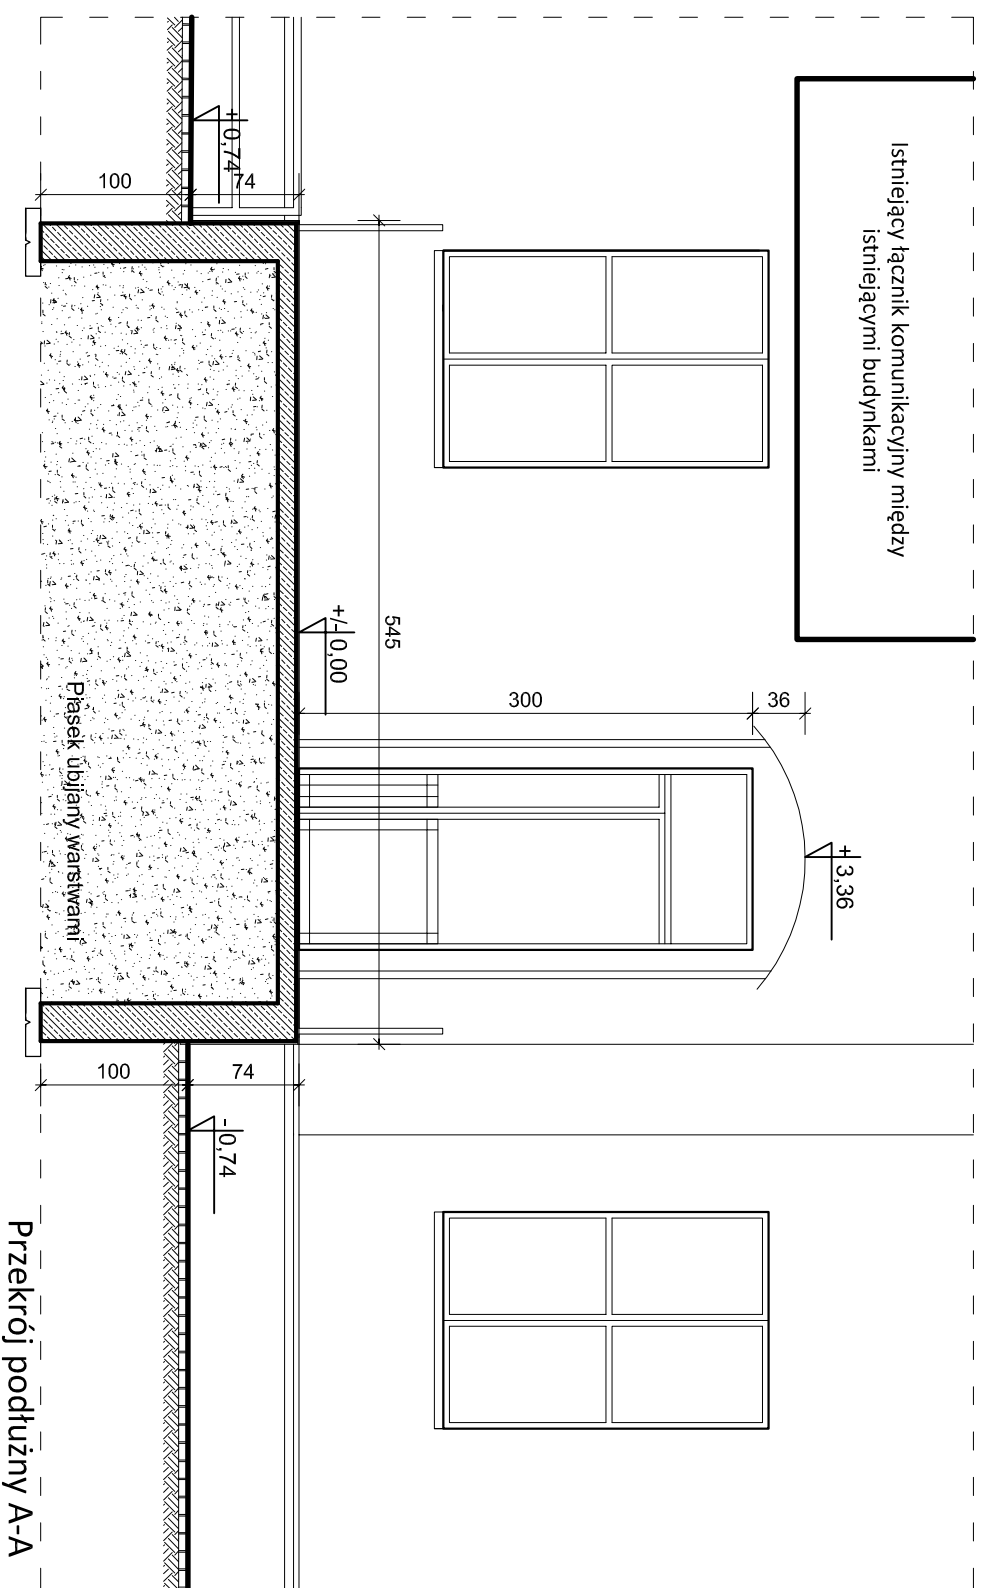 Istniejący łącznik komunikacyjny między
istniejącymi budynkami
+ 0,74
100
74
545
+/- 0,00
300
36
+ 3,36
Piasek ubijany warstwami
100
74
- 0,74
Przekrój podłużny A-A